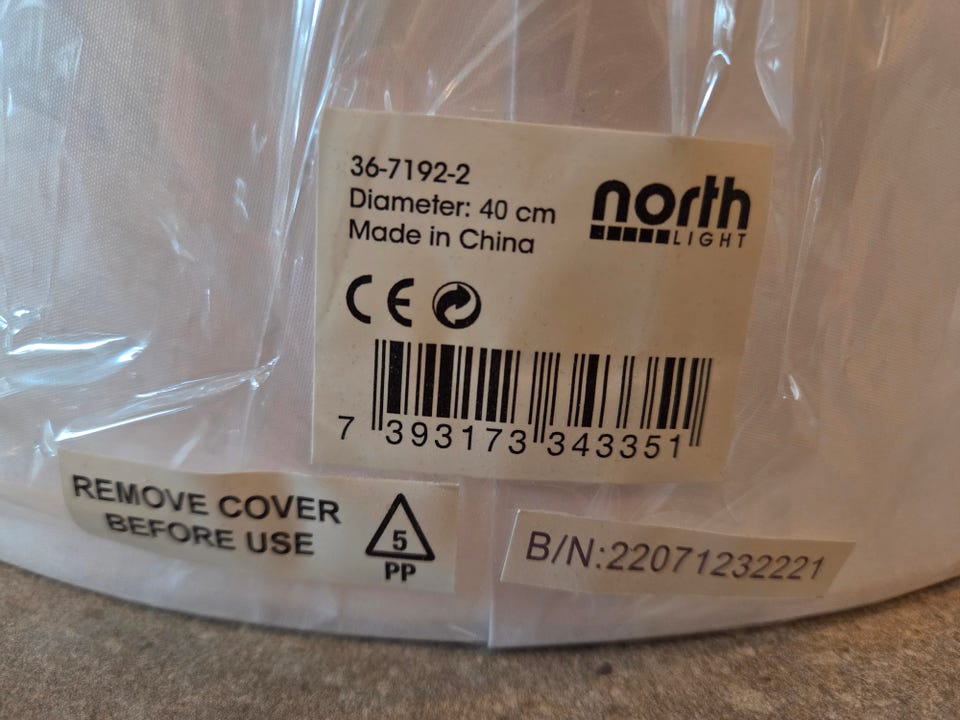 36-7192-2
Diameter: 40 cm
Made in China
north
LIGHT
CE
7 393173 343351
REMOVE COVER
BEFORE USE
5
PP
B/N:22071232221